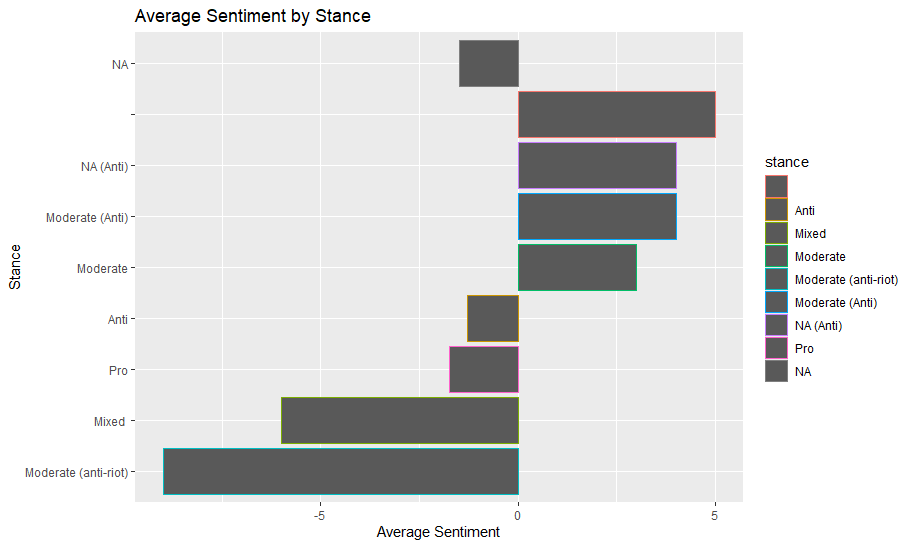 Average Sentiment by Stance
NA
NA (Anti)
Moderate (Anti)
Moderate
Anti
Pro
Mixed
Moderate (anti-riot)
Stance
-5
0
5
Average Sentiment
stance
Anti
Mixed
Moderate
Moderate (anti-riot)
Moderate (Anti)
NA (Anti)
Pro
NA